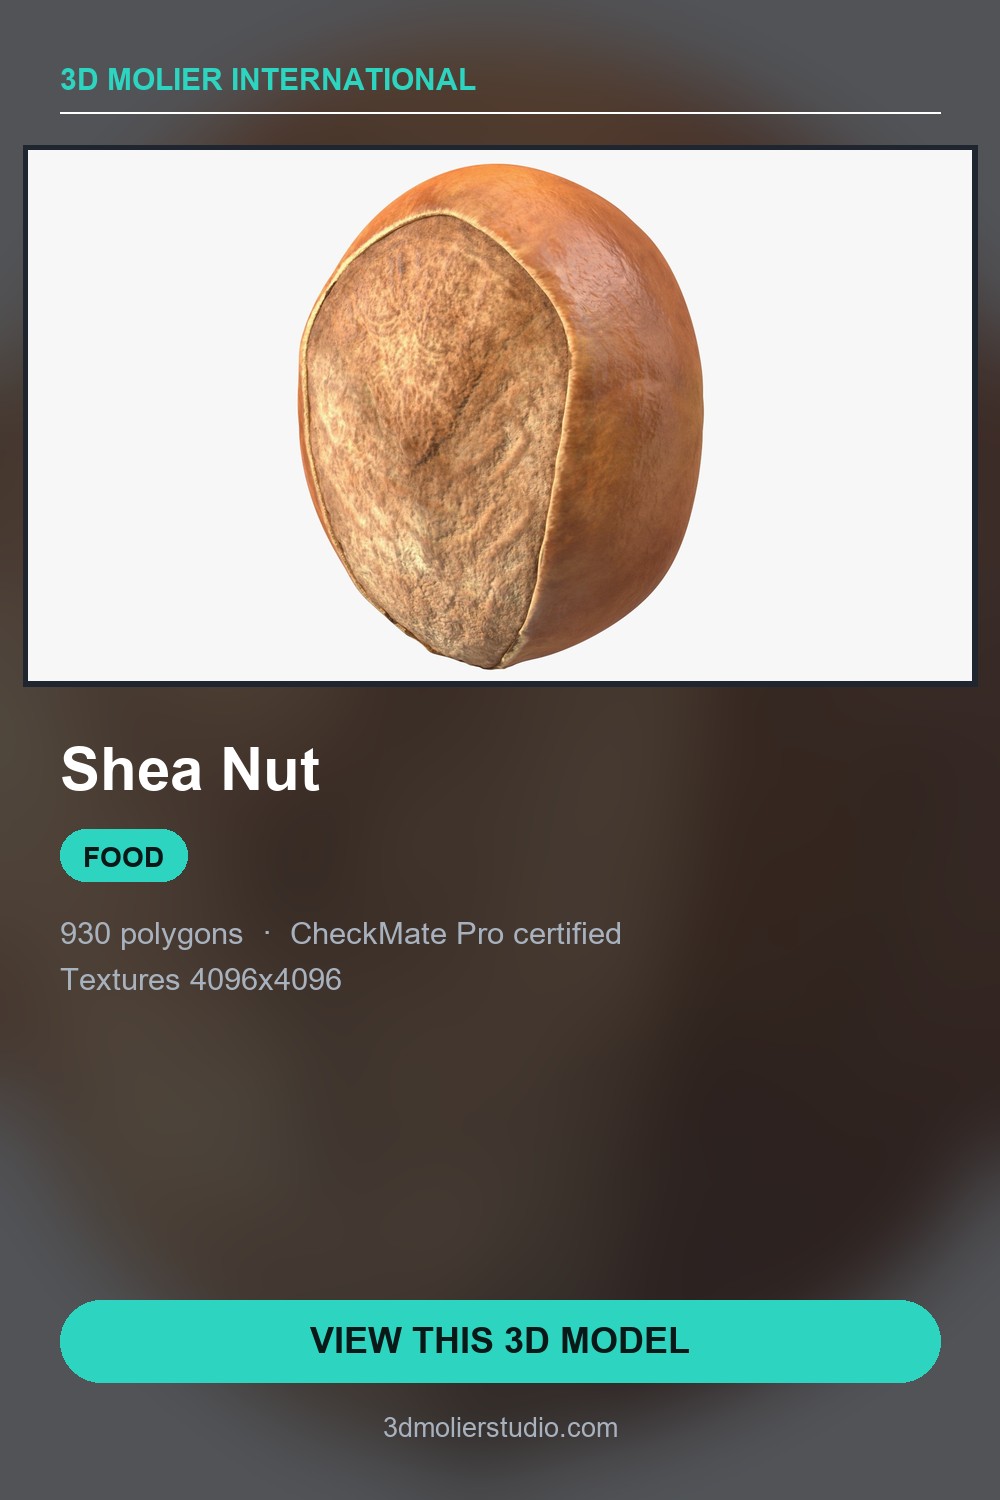 3D MOLIER INTERNATIONAL
Shea Nut
FOOD
930 polygons · CheckMate Pro certified
Textures 4096x4096
VIEW THIS 3D MODEL
3dmolierstudio.com